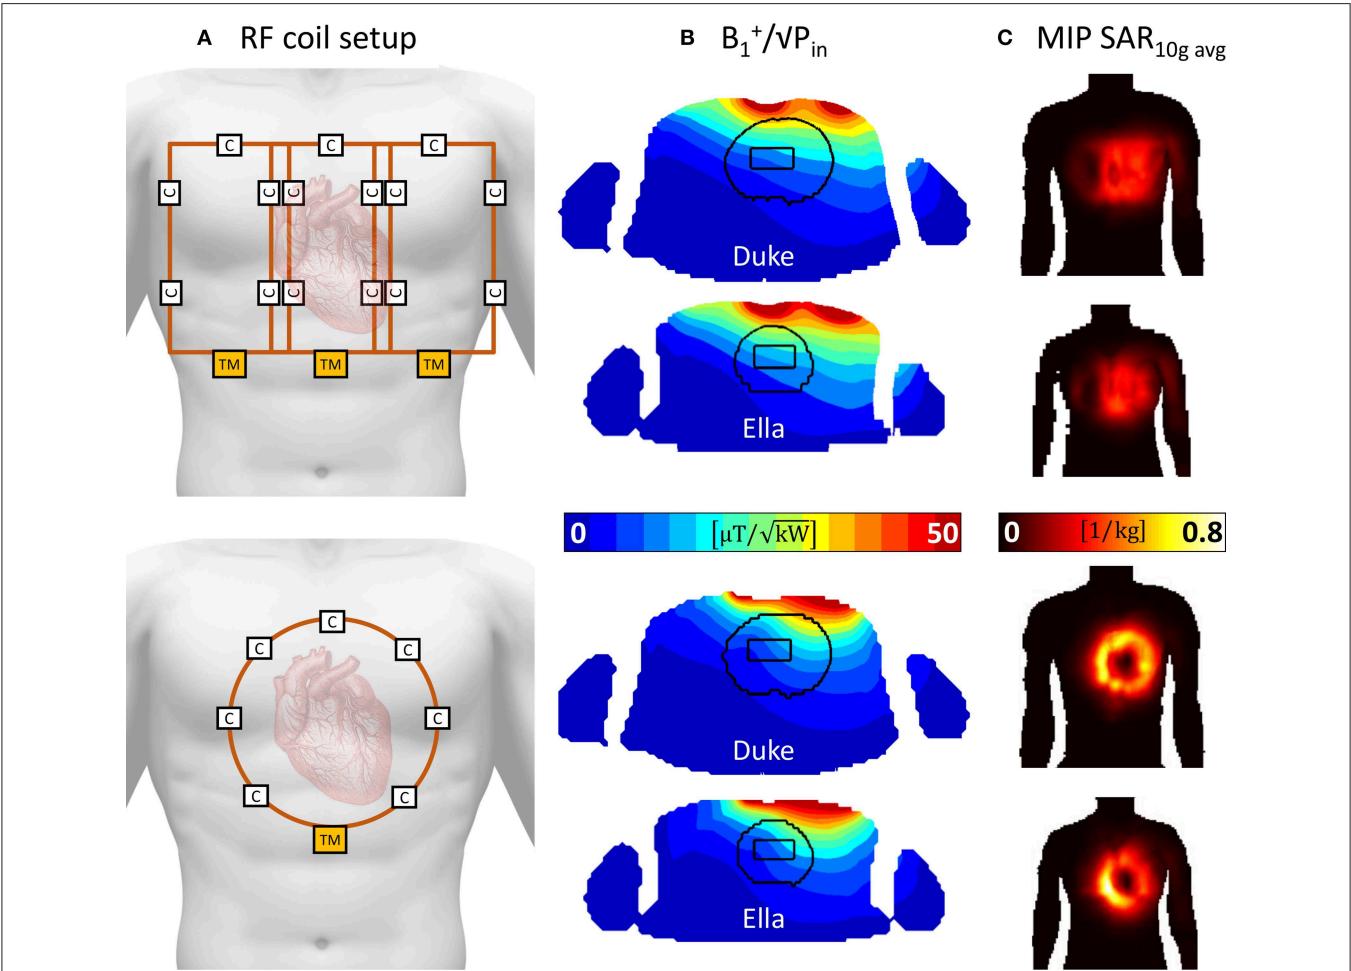 A RF coil setup
B B₁⁺/√Pᵢₙ
C MIP SAR₁₀g avg
C C C
C C C C C C
C C C C C C
TM TM TM
Duke
Ella
0 [µT/√kW] 50
0 [1/kg] 0.8
C
C C
C C
C C
TM
Duke
Ella